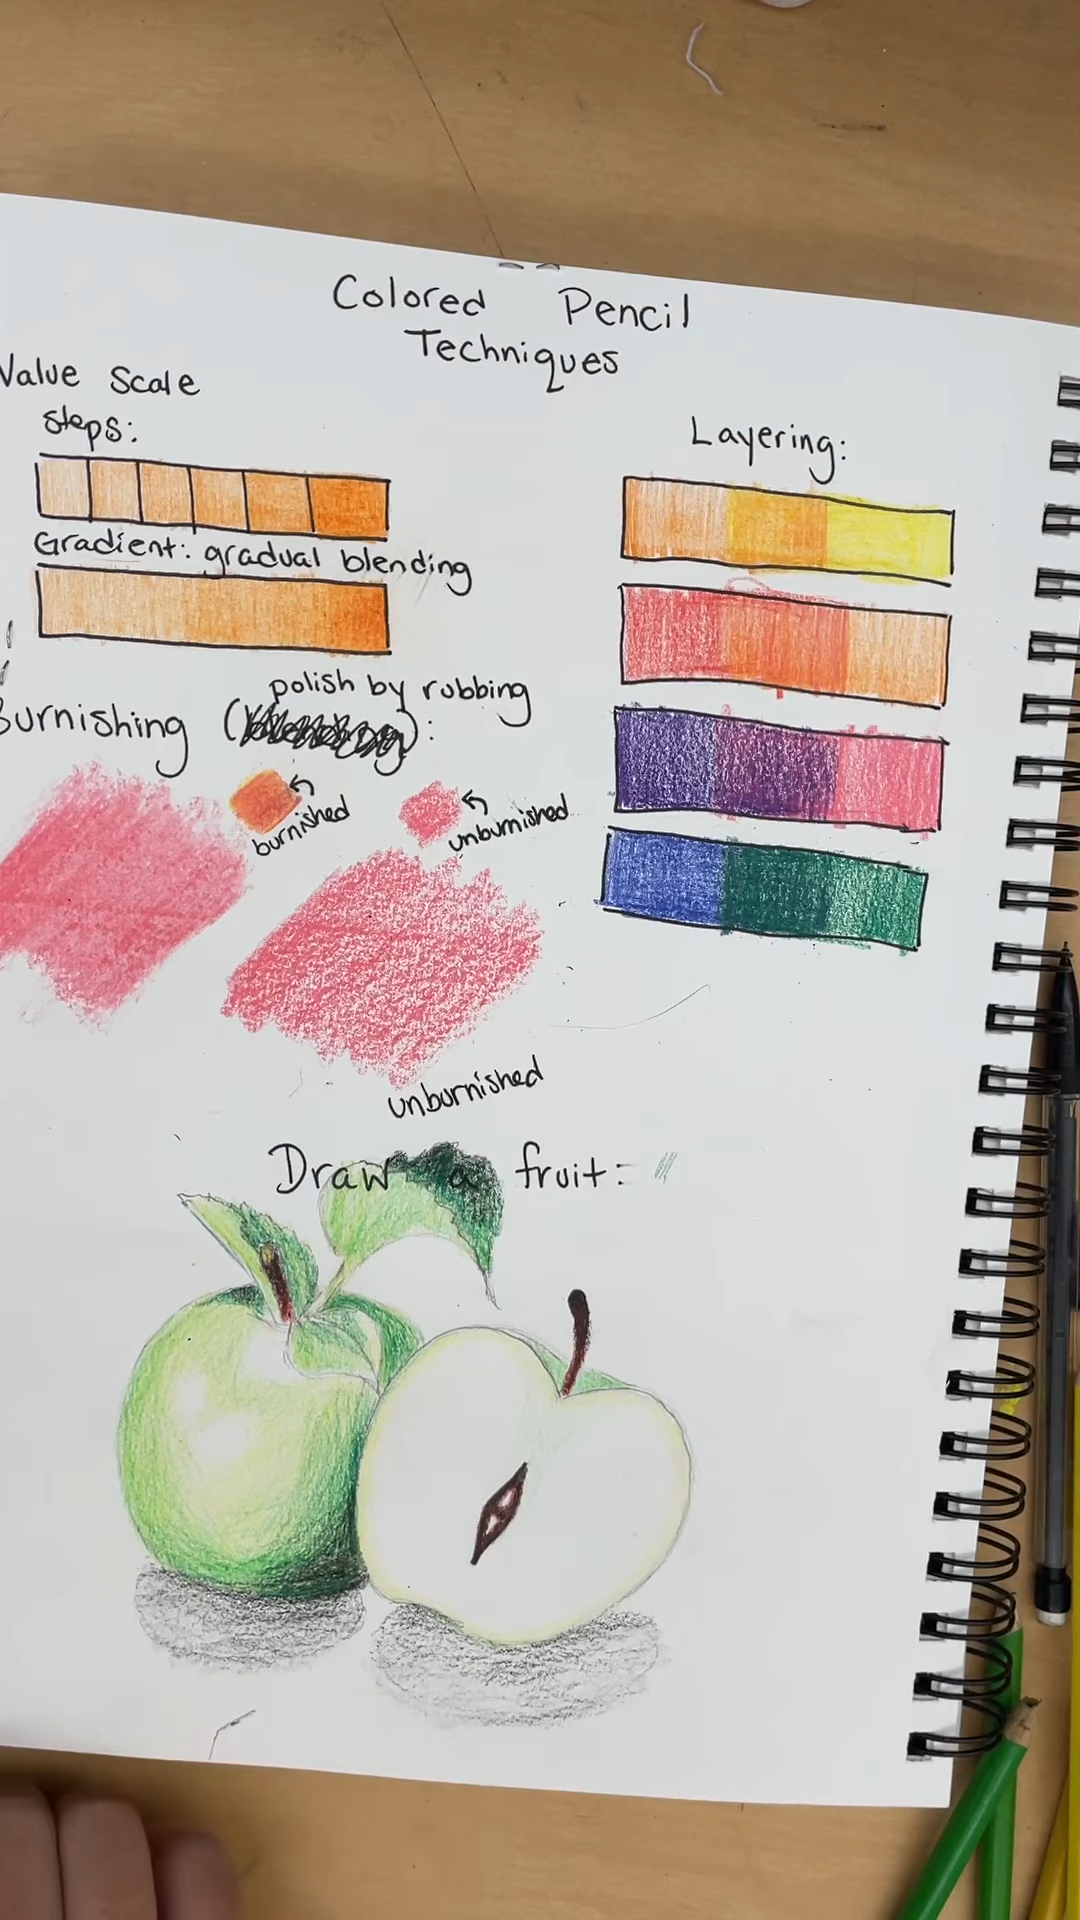 Colored Pencil
Techniques
Value Scale
steps:
Gradient: gradual blending
polish by rubbing
Burnishing ( ):
burnished
unburnished
unburnished
Layering:
Draw a fruit: